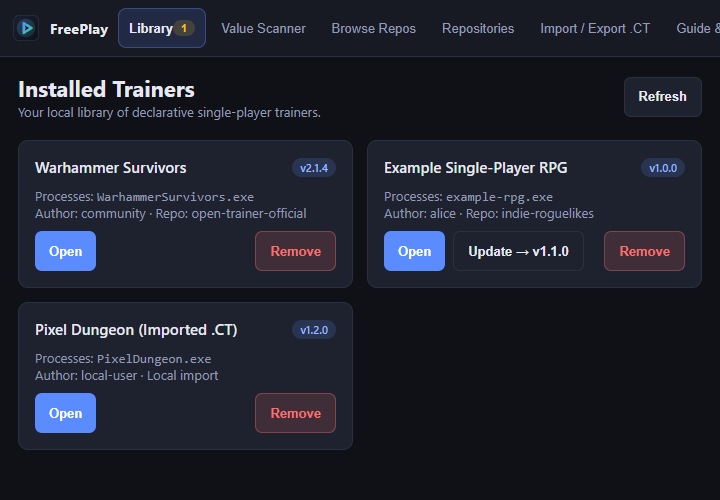 FreePlay Library 1 Value Scanner Browse Repos Repositories Import / Export .CT Guide &
Installed Trainers
Your local library of declarative single-player trainers.
Refresh
Warhammer Survivors v2.1.4
Processes: WarhammerSurvivors.exe
Author: community · Repo: open-trainer-official
Open Remove
Example Single-Player RPG v1.0.0
Processes: example-rpg.exe
Author: alice · Repo: indie-roguelikes
Open Update → v1.1.0 Remove
Pixel Dungeon (Imported .CT) v1.2.0
Processes: PixelDungeon.exe
Author: local-user · Local import
Open Remove